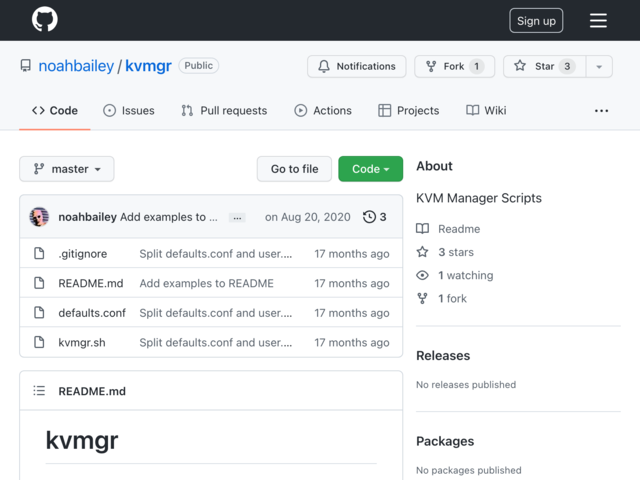 Sign up
noahbailey / kvmgr Public
Notifications Fork 1 Star 3
Code Issues Pull requests Actions Projects Wiki ...
master Go to file Code
noahbailey Add examples to ... ... on Aug 20, 2020 3
.gitignore Split defaults.conf and user.... 17 months ago
README.md Add examples to README 17 months ago
defaults.conf Split defaults.conf and user.... 17 months ago
kvmgr.sh Split defaults.conf and user.... 17 months ago
README.md
kvmgr
About
KVM Manager Scripts
Readme
3 stars
1 watching
1 fork
Releases
No releases published
Packages
No packages published